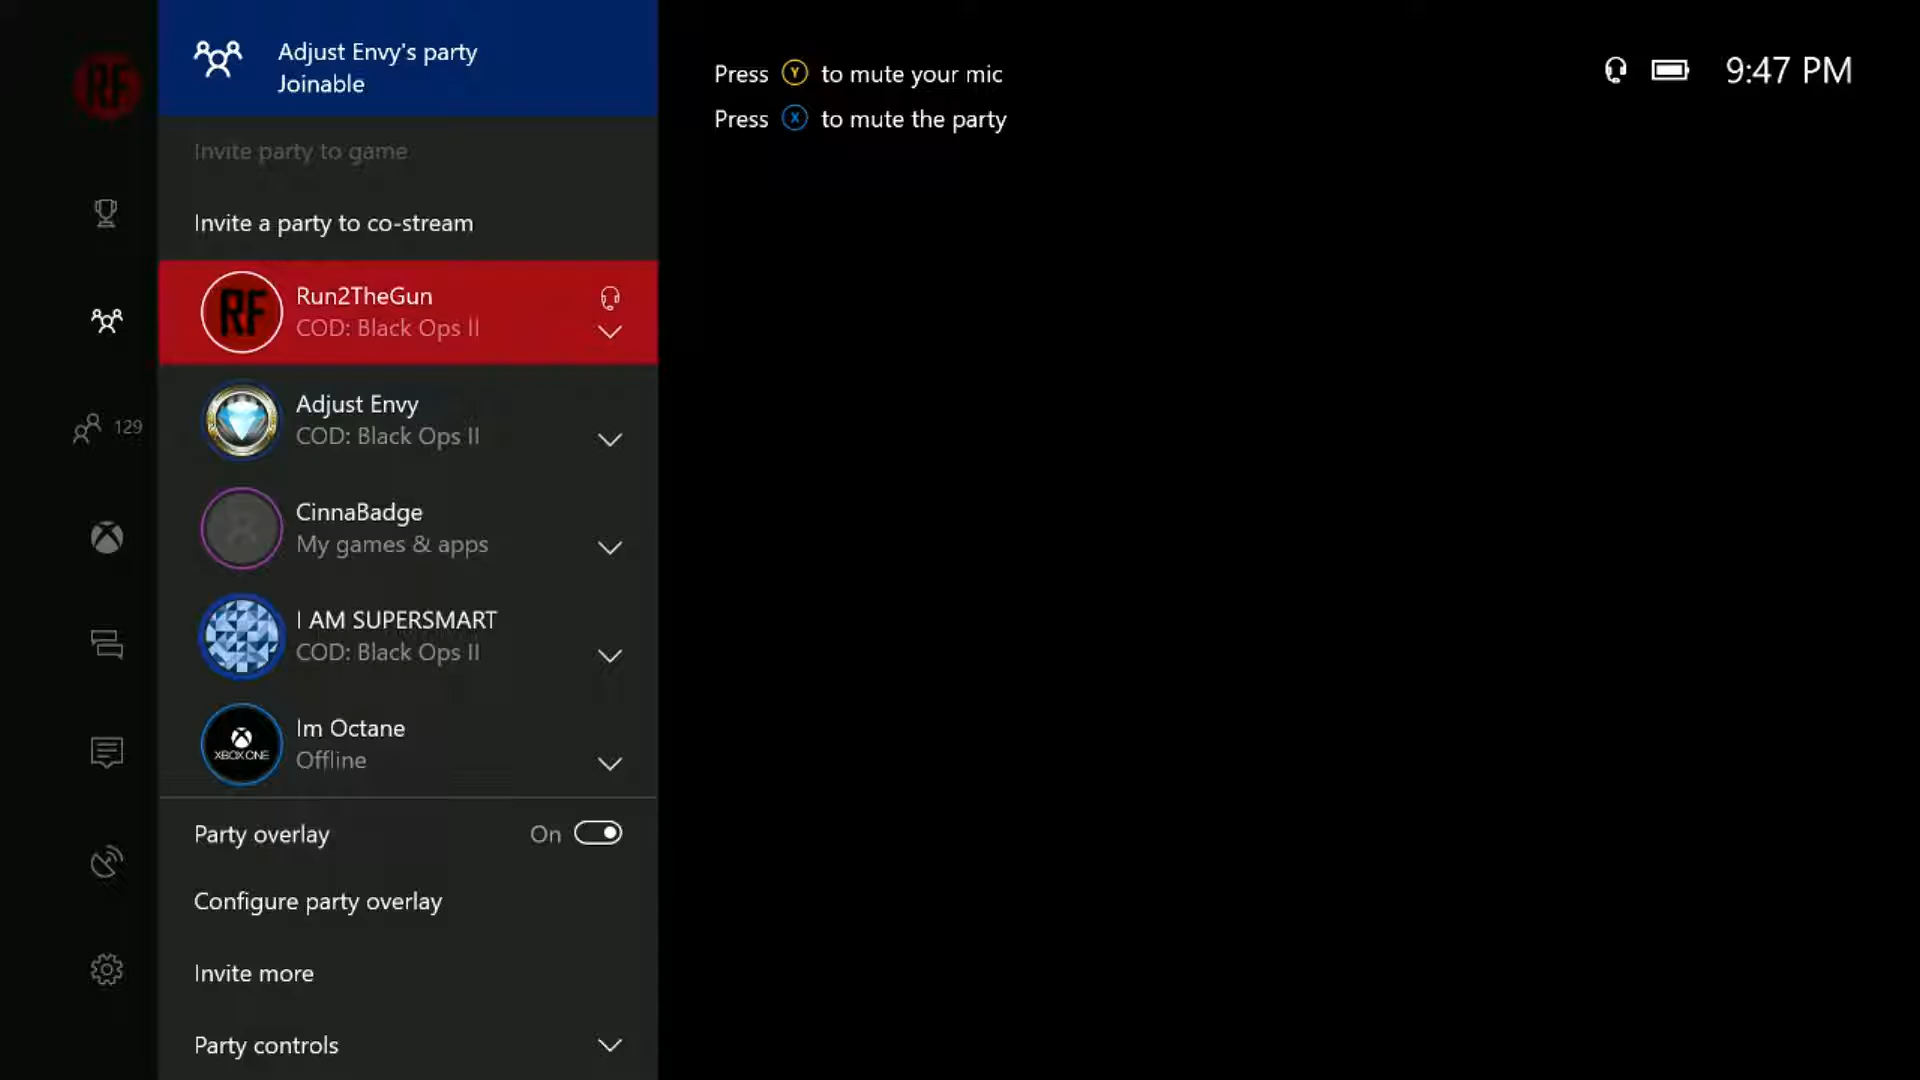 RF
Adjust Envy's party
Joinable
Press Y to mute your mic
Press X to mute the party
9:47 PM
Invite party to game
Invite a party to co-stream
RF
Run2TheGun
COD: Black Ops II
Adjust Envy
COD: Black Ops II
129
CinnaBadge
My games & apps
I AM SUPERSMART
COD: Black Ops II
XBOX ONE
Im Octane
Offline
Party overlay On
Configure party overlay
Invite more
Party controls